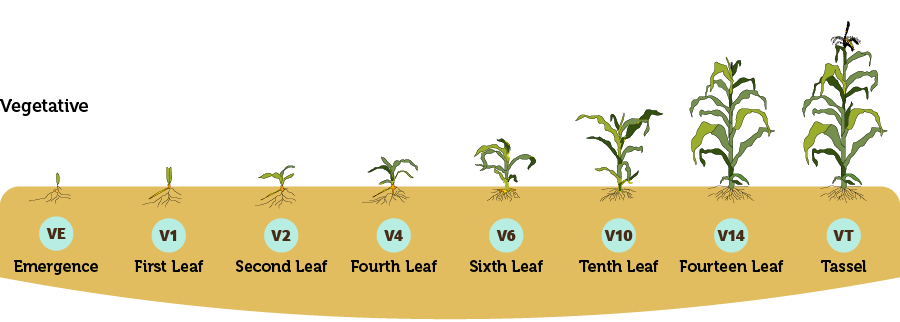 Vegetative
VE V1 V2 V4 V6 V10 V14 VT
Emergence First Leaf Second Leaf Fourth Leaf Sixth Leaf Tenth Leaf Fourteen Leaf Tassel